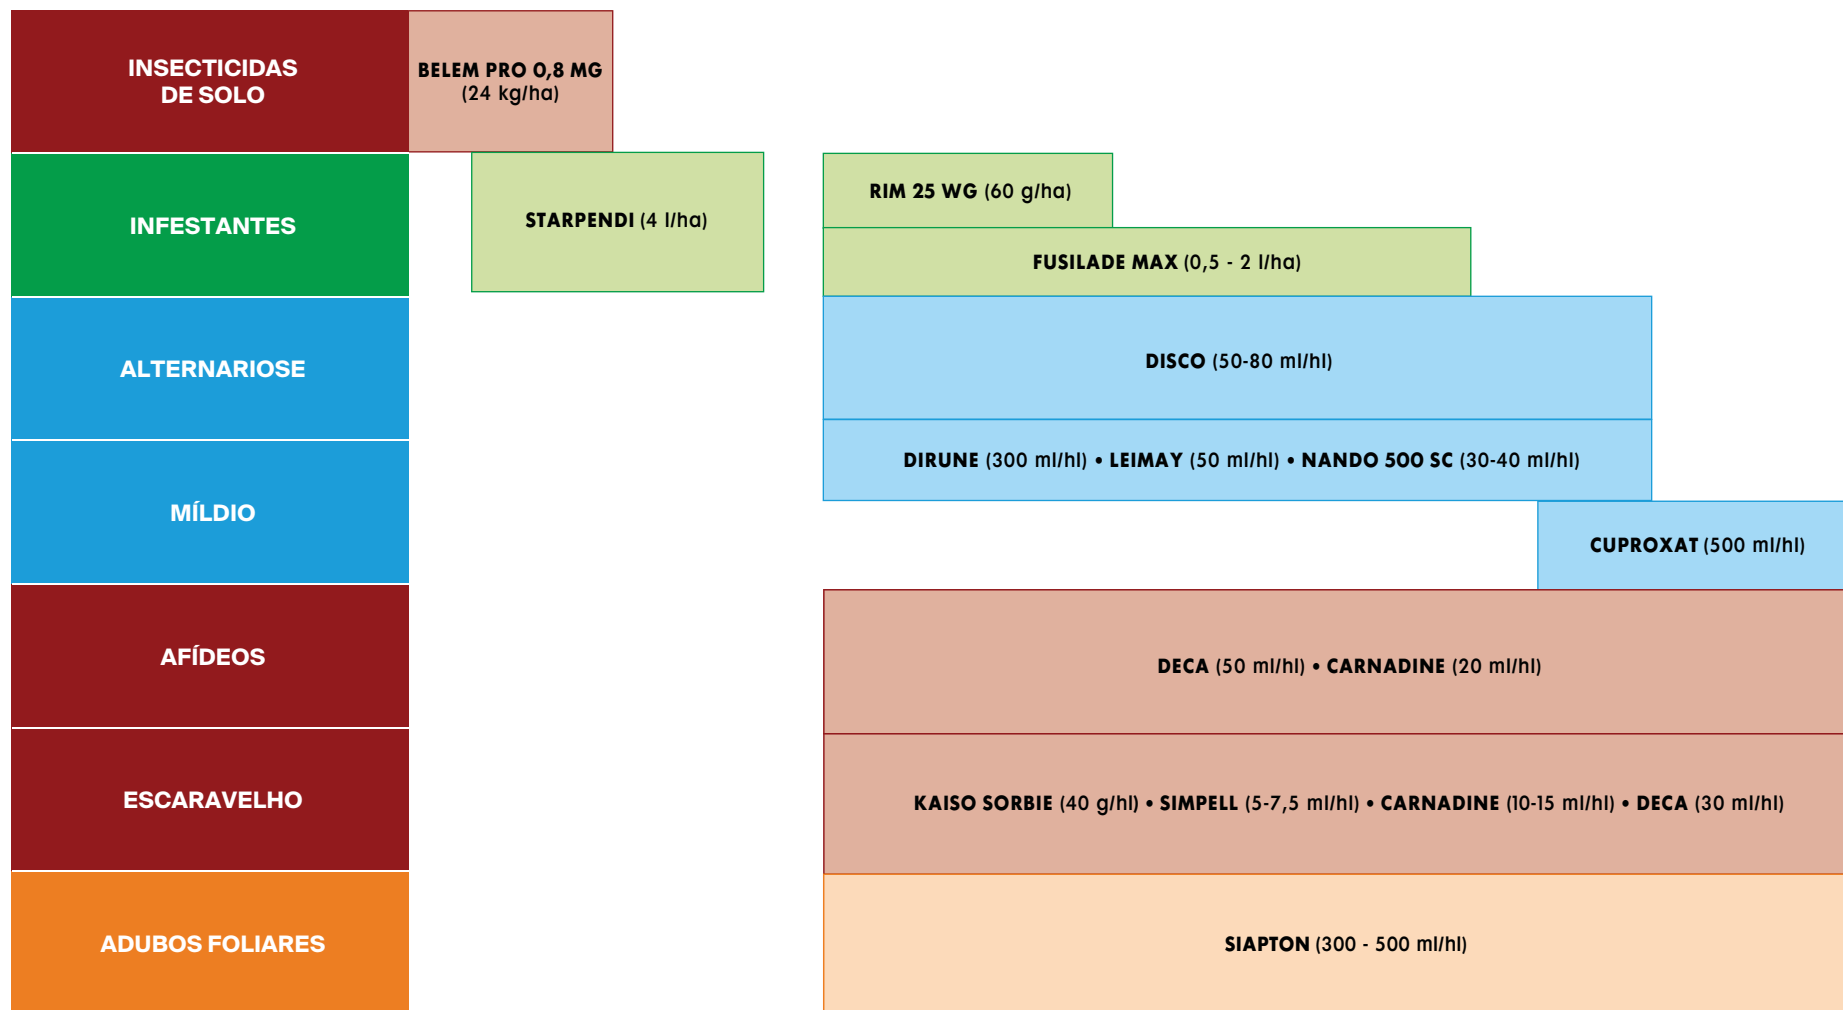 INSECTICIDAS
DE SOLO
BELEM PRO 0,8 MG
(24 kg/ha)
INFESTANTES
STARPENDI (4 l/ha)
RIM 25 WG (60 g/ha)
FUSILADE MAX (0,5 - 2 l/ha)
ALTERNARIOSE
DISCO (50-80 ml/hl)
MÍLDIO
DIRUNE (300 ml/hl) • LEIMAY (50 ml/hl) • NANDO 500 SC (30-40 ml/hl)
CUPROXAT (500 ml/hl)
AFÍDEOS
DECA (50 ml/hl) • CARNADINE (20 ml/hl)
ESCARAVELHO
KAISO SORBIE (40 g/hl) • SIMPELL (5-7,5 ml/hl) • CARNADINE (10-15 ml/hl) • DECA (30 ml/hl)
ADUBOS FOLIARES
SIAPTON (300 - 500 ml/hl)